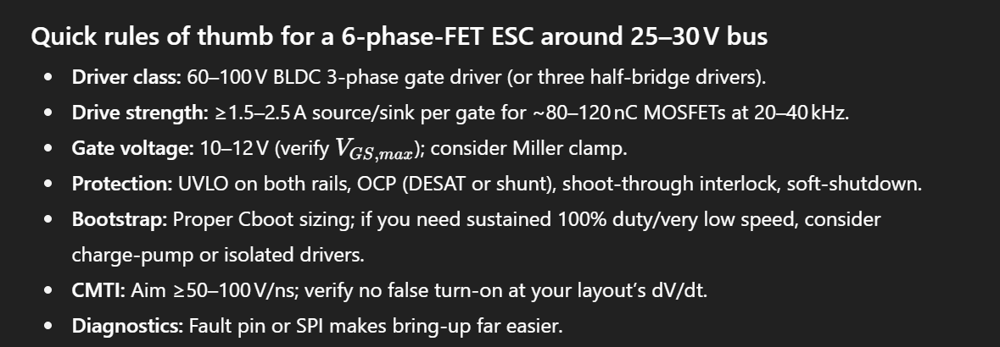 Quick rules of thumb for a 6-phase-FET ESC around 25–30 V bus
• Driver class: 60–100 V BLDC 3-phase gate driver (or three half-bridge drivers).
• Drive strength: ≥1.5–2.5 A source/sink per gate for ~80–120 nC MOSFETs at 20–40 kHz.
• Gate voltage: 10–12 V (verify V_{GS,max}); consider Miller clamp.
• Protection: UVLO on both rails, OCP (DESAT or shunt), shoot-through interlock, soft-shutdown.
• Bootstrap: Proper Cboot sizing; if you need sustained 100% duty/very low speed, consider
charge-pump or isolated drivers.
• CMTI: Aim ≥50–100 V/ns; verify no false turn-on at your layout’s dV/dt.
• Diagnostics: Fault pin or SPI makes bring-up far easier.